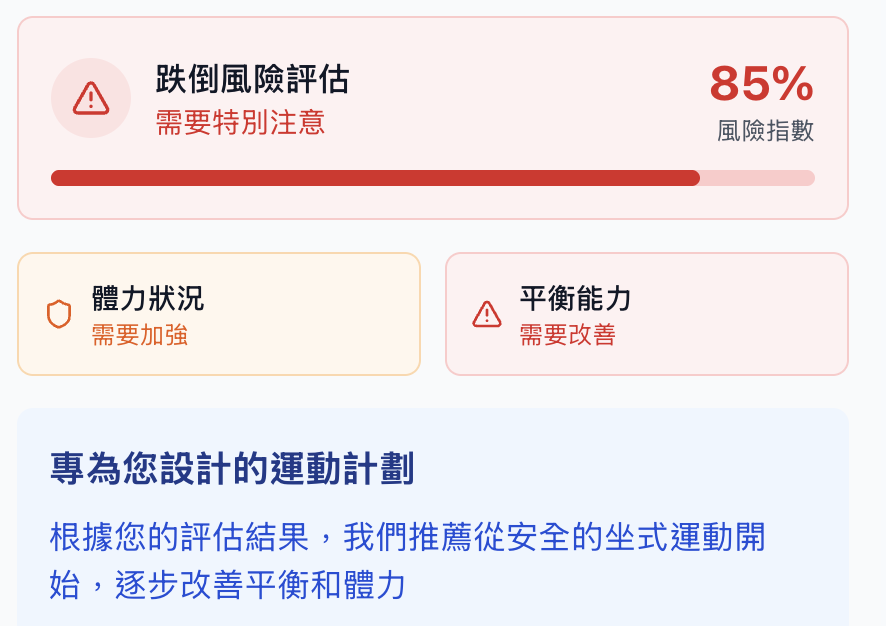 跌倒風險評估
需要特別注意
85%
風險指數
體力狀況
需要加強
平衡能力
需要改善
專為您設計的運動計劃
根據您的評估結果，我們推薦從安全的坐式運動開
始，逐步改善平衡和體力